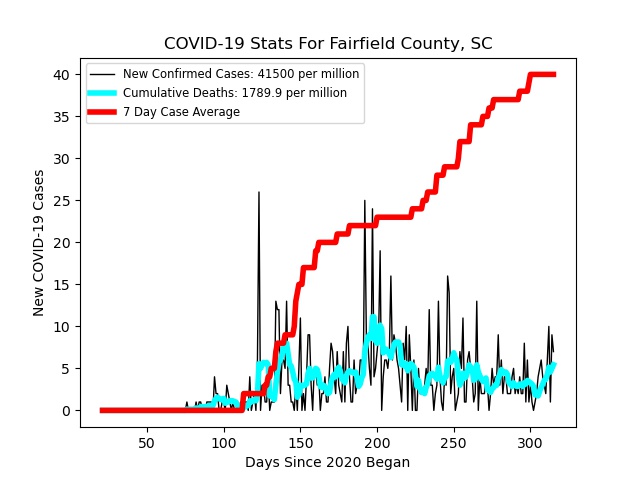 COVID-19 Stats For Fairfield County, SC
New Confirmed Cases: 41500 per million
Cumulative Deaths: 1789.9 per million
7 Day Case Average
40
35
30
25
20
15
10
5
0
New COVID-19 Cases
50 100 150 200 250 300
Days Since 2020 Began